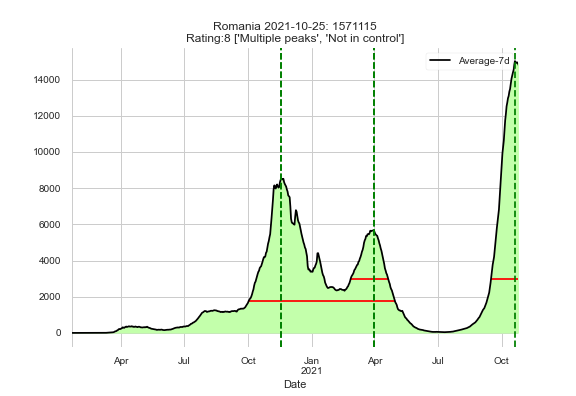 Romania 2021-10-25: 1571115
Rating:8 ['Multiple peaks', 'Not in control']
Average-7d
14000
12000
10000
8000
6000
4000
2000
0
Apr Jul Oct Jan Apr Jul Oct
2021
Date